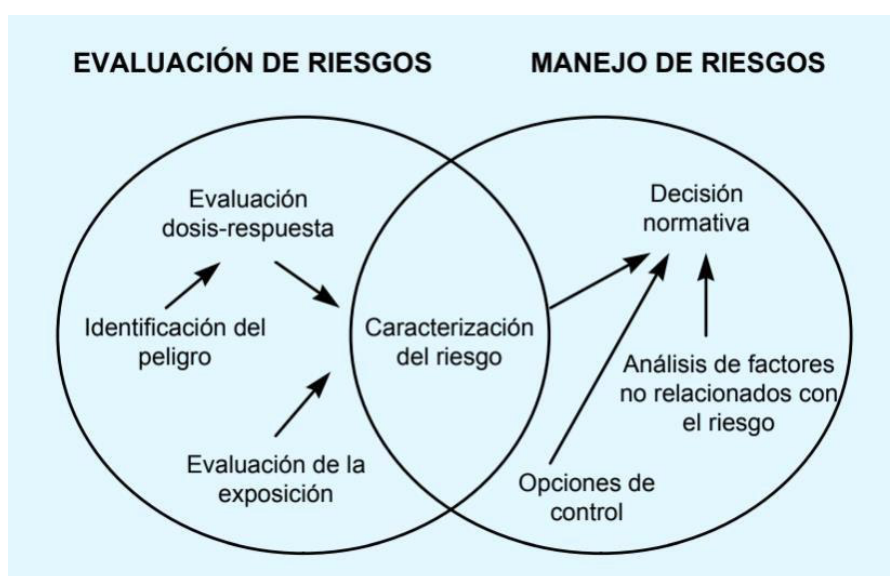 EVALUACIÓN DE RIESGOS
MANEJO DE RIESGOS
Evaluación
dosis-respuesta
Identificación del
peligro
Evaluación de la
exposición
Caracterización
del riesgo
Decisión
normativa
Análisis de factores
no relacionados con
el riesgo
Opciones de
control